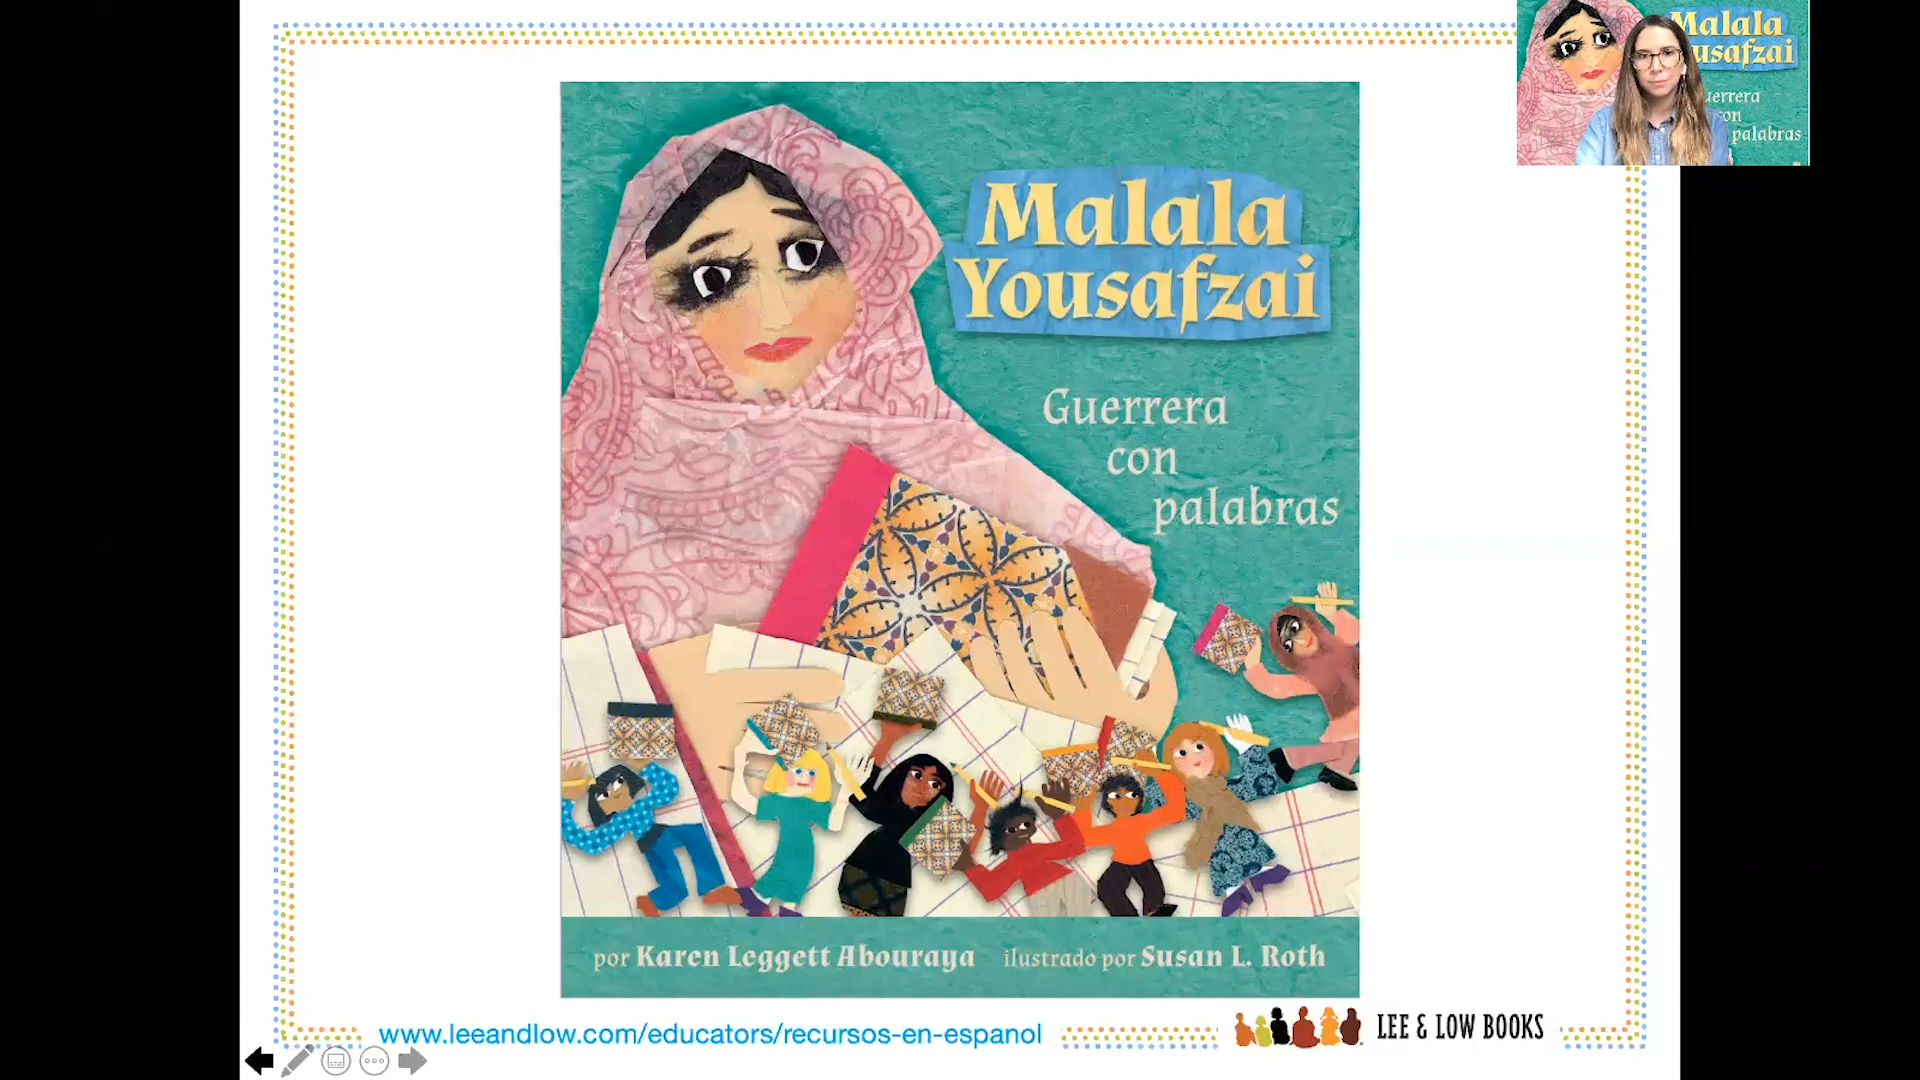 Malala
Yousafzai
Guerrera
con
palabras
por Karen Leggett Abouraya ilustrado por Susan L. Roth
www.leeandlow.com/educators/recursos-en-espanol
LEE & LOW BOOKS
Malala
usafzai
uerrera
con
palabras